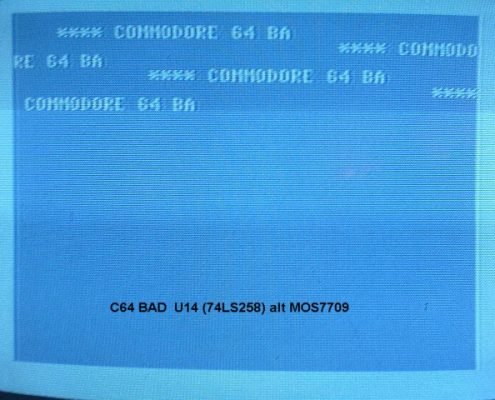 **** COMMODORE 64 BA
**** COMMODO
RE 64 BA
**** COMMODORE 64 BA
****
COMMODORE 64 BA
C64 BAD U14 (74LS258) alt MOS7709